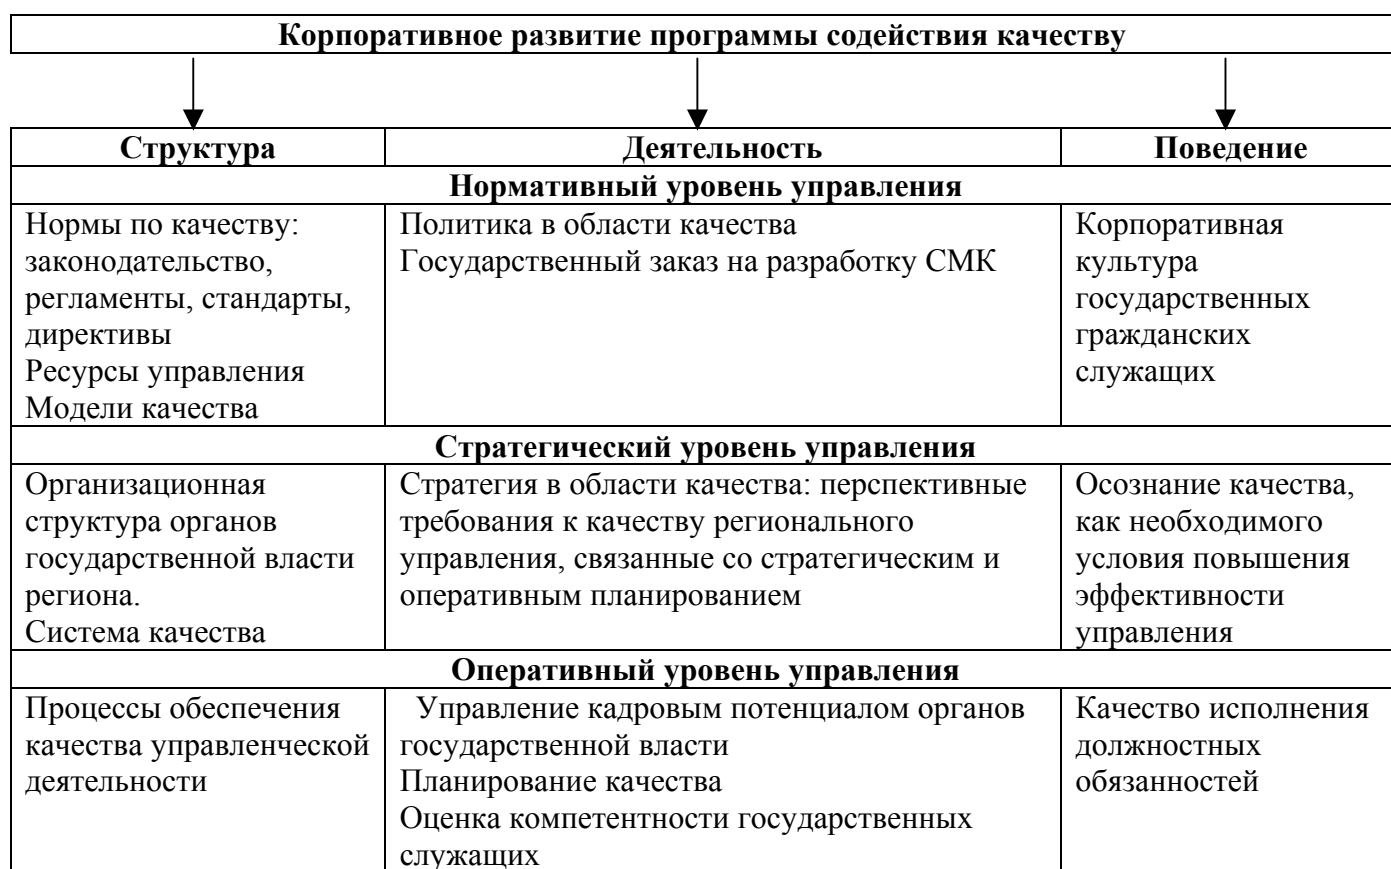 Корпоративное развитие программы содействия качеству
Структура
Деятельность
Поведение
Нормативный уровень управления
Нормы по качеству:
законодательство,
регламенты, стандарты,
директивы
Ресурсы управления
Модели качества
Политика в области качества
Государственный заказ на разработку СМК
Корпоративная
культура
государственных
гражданских
служащих
Стратегический уровень управления
Организационная
структура органов
государственной власти
региона.
Система качества
Стратегия в области качества: перспективные
требования к качеству регионального
управления, связанные со стратегическим и
оперативным планированием
Осознание качества,
как необходимого
условия повышения
эффективности
управления
Оперативный уровень управления
Процессы обеспечения
качества управленческой
деятельности
Управление кадровым потенциалом органов
государственной власти
Планирование качества
Оценка компетентности государственных
служащих
Качество исполнения
должностных
обязанностей